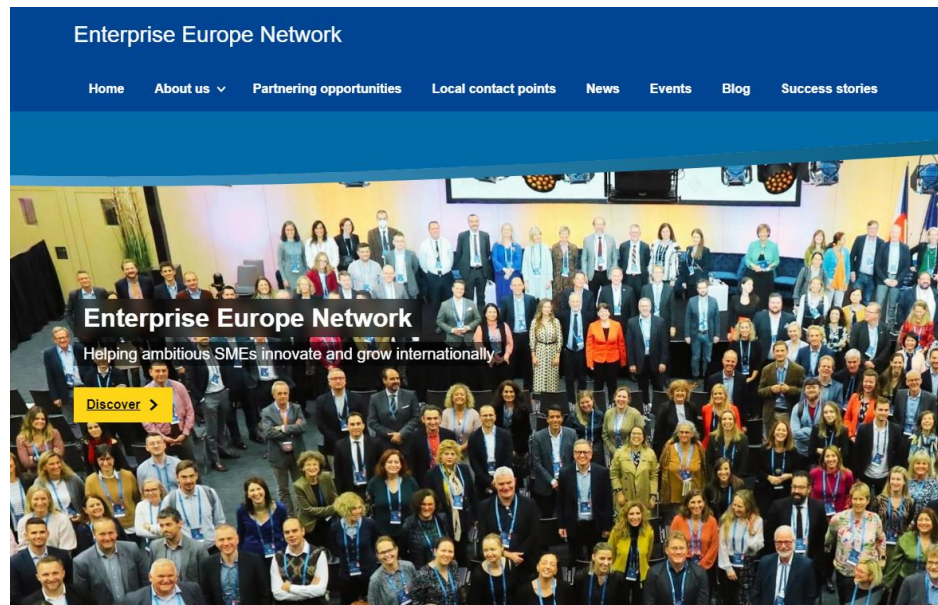 Enterprise Europe Network
Home About us Partnering opportunities Local contact points News Events Blog Success stories
Enterprise Europe Network
Helping ambitious SMEs innovate and grow internationally
Discover